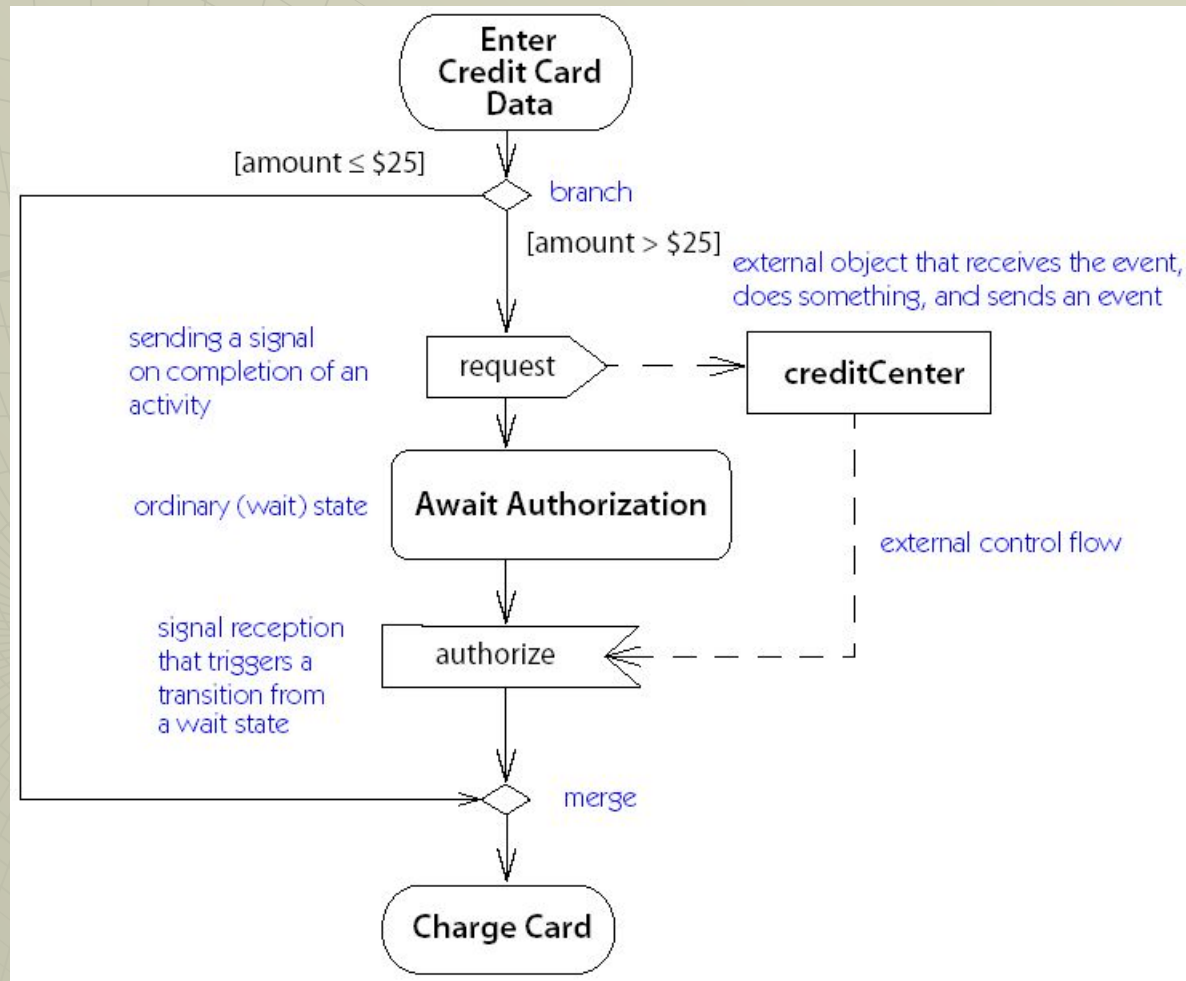 Enter
Credit Card
Data
[amount ≤ $25]
branch
[amount > $25]
external object that receives the event,
does something, and sends an event
sending a signal
on completion of an
activity
request
creditCenter
ordinary (wait) state
Await Authorization
external control flow
signal reception
that triggers a
transition from
a wait state
authorize
merge
Charge Card